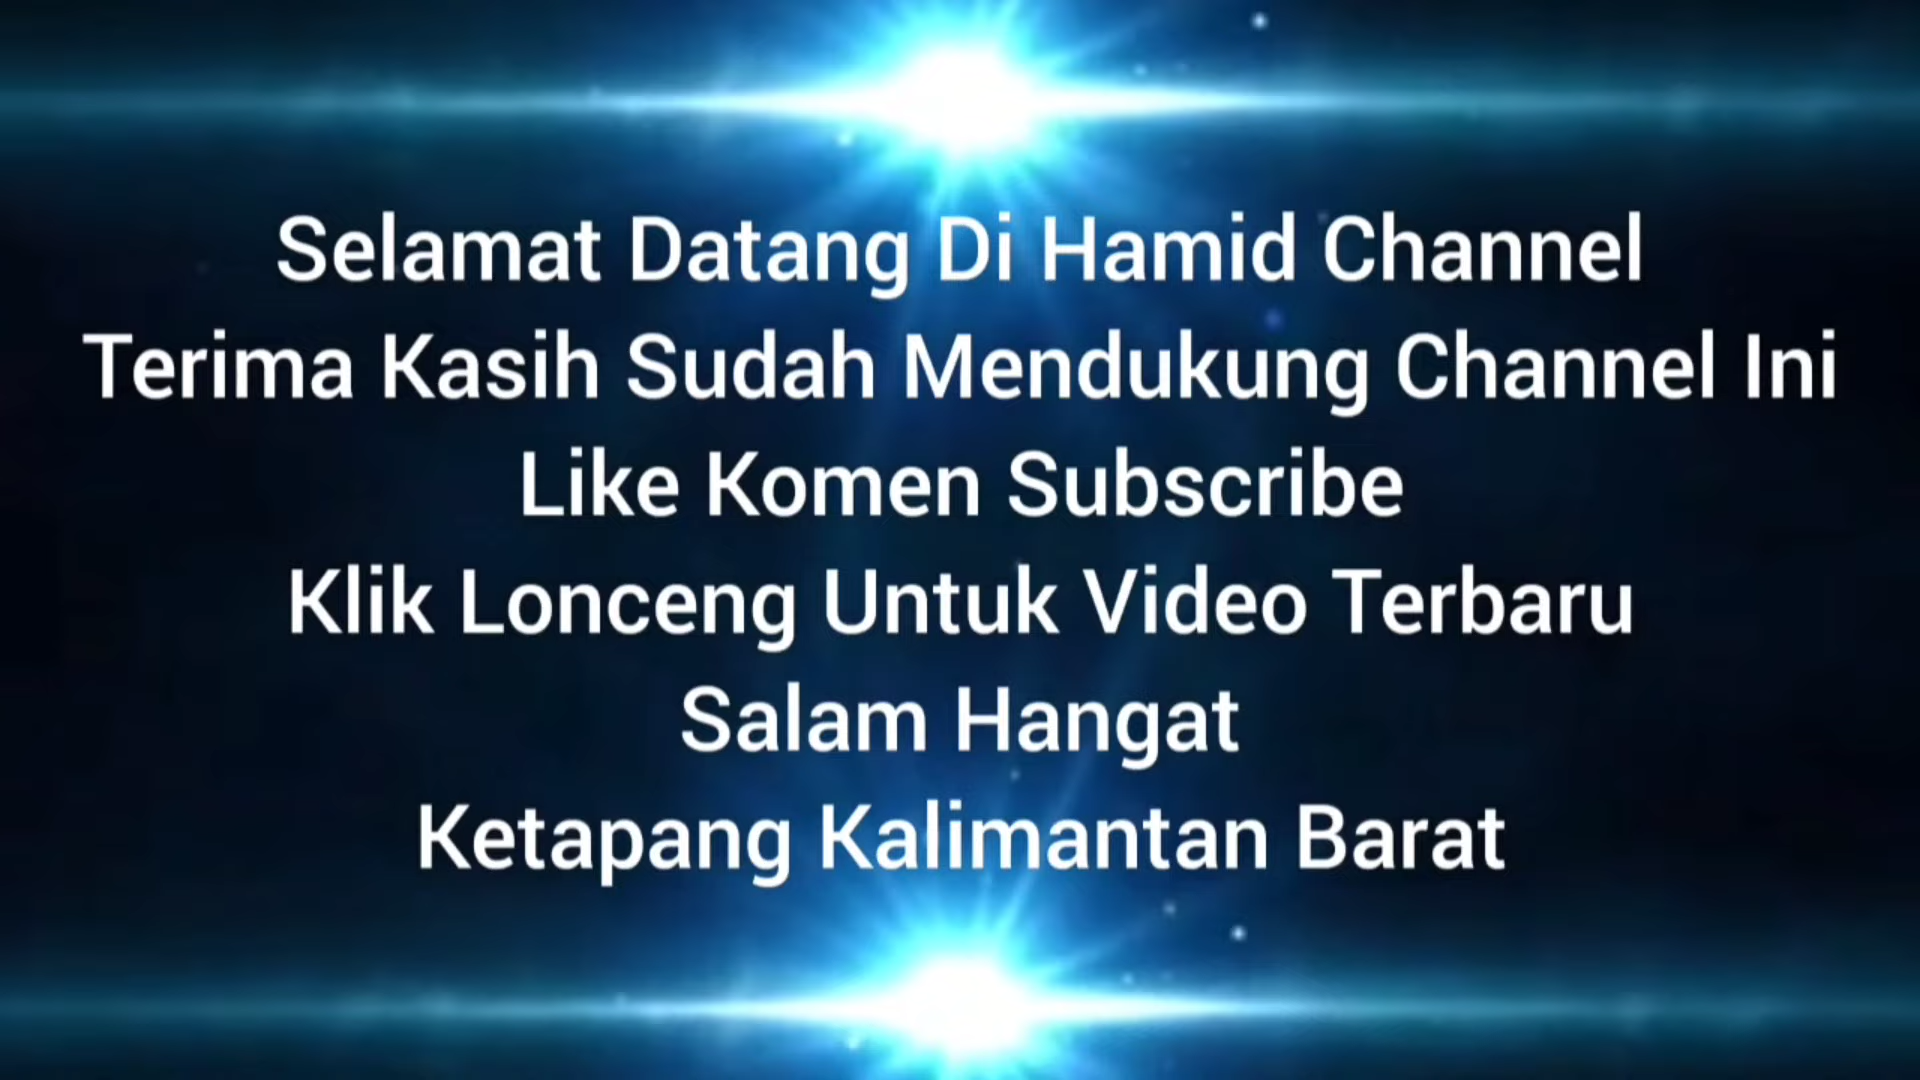 Selamat Datang Di Hamid Channel
Terima Kasih Sudah Mendukung Channel Ini
Like Komen Subscribe
Klik Lonceng Untuk Video Terbaru
Salam Hangat
Ketapang Kalimantan Barat